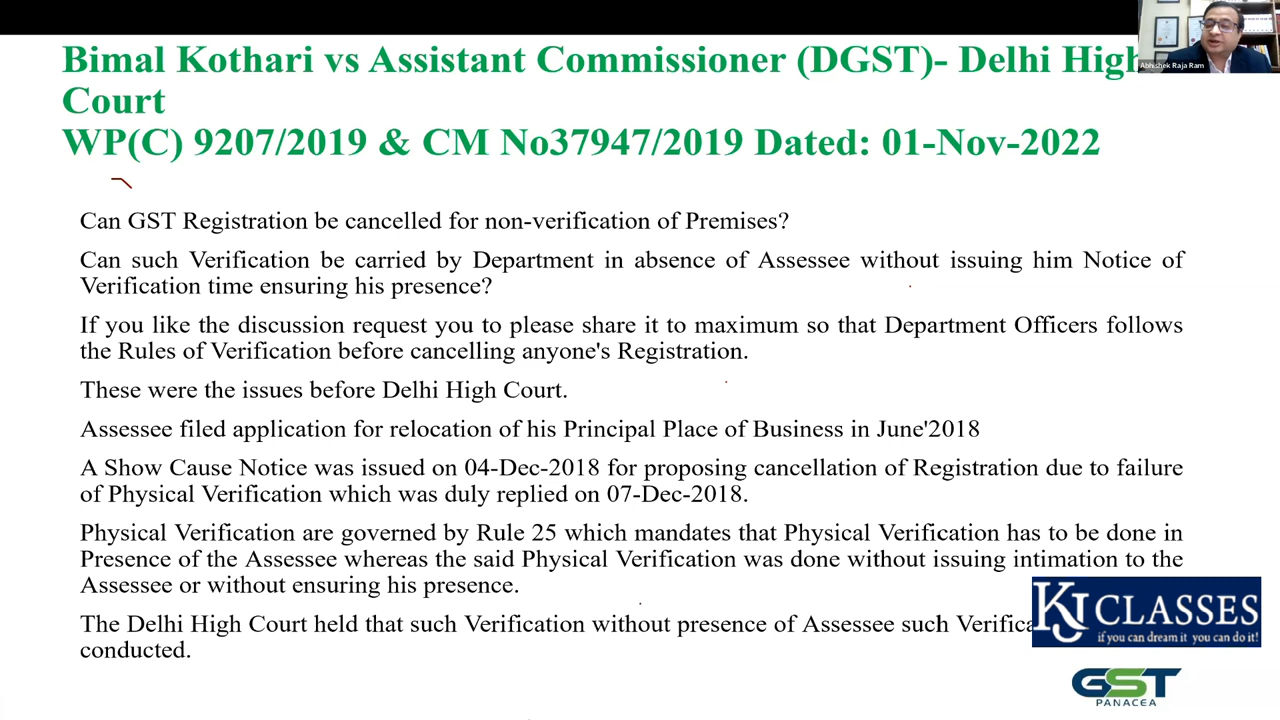 Bimal Kothari vs Assistant Commissioner (DGST)- Delhi High
Court
WP(C) 9207/2019 & CM No37947/2019 Dated: 01-Nov-2022
Abhishek Raja Ram
Can GST Registration be cancelled for non-verification of Premises?
Can such Verification be carried by Department in absence of Assessee without issuing him Notice of
Verification time ensuring his presence?
If you like the discussion request you to please share it to maximum so that Department Officers follows
the Rules of Verification before cancelling anyone's Registration.
These were the issues before Delhi High Court.
Assessee filed application for relocation of his Principal Place of Business in June'2018
A Show Cause Notice was issued on 04-Dec-2018 for proposing cancellation of Registration due to failure
of Physical Verification which was duly replied on 07-Dec-2018.
Physical Verification are governed by Rule 25 which mandates that Physical Verification has to be done in
Presence of the Assessee whereas the said Physical Verification was done without issuing intimation to the
Assessee or without ensuring his presence.
The Delhi High Court held that such Verification without presence of Assessee such
conducted.
KJ CLASSES
if you can dream it you can do it!
GST
PANACEA